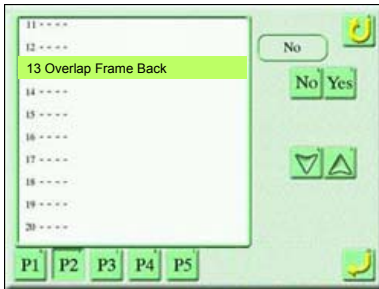 11 - - - -
12 - - - -
13 Overlap Frame Back
14 - - - -
15 - - - -
16 - - - -
17 - - - -
18 - - - -
19 - - - -
20 - - - -
No
No Yes
P1 P2 P3 P4 P5